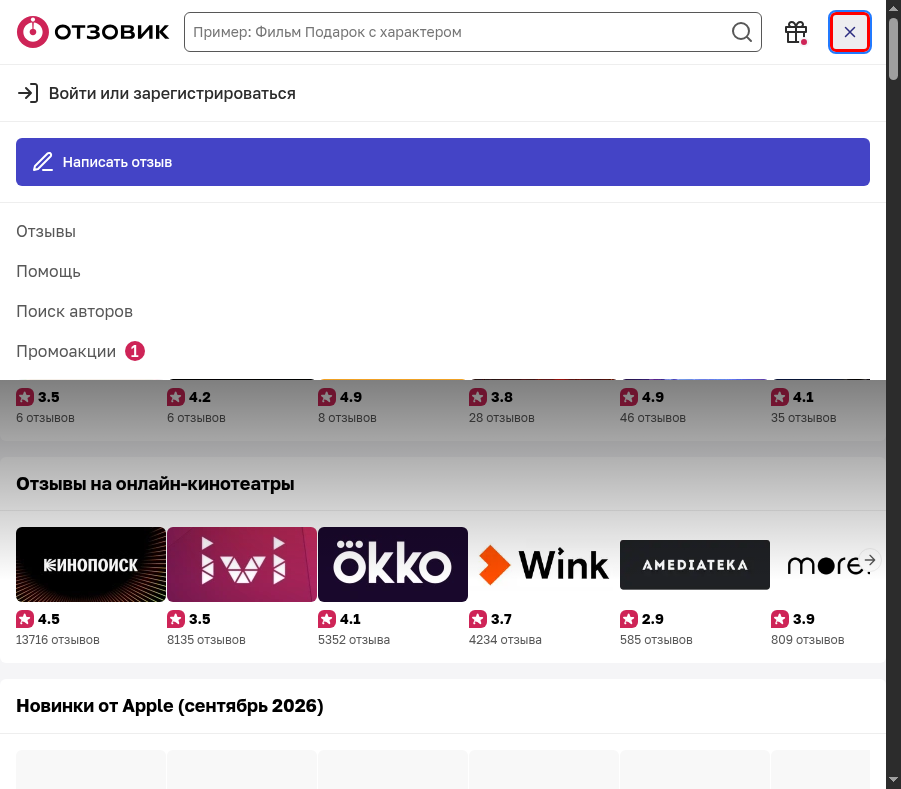 ОТЗОВИК
Пример: Фильм Подарок с характером
Войти или зарегистрироваться
Написать отзыв
Отзывы
Помощь
Поиск авторов
Промоакции 1
3.5 4.2 4.9 3.8 4.9 4.1
6 отзывов 6 отзывов 8 отзывов 28 отзывов 46 отзывов 35 отзывов
Отзывы на онлайн-кинотеатры
КИНОПОИСК ivi ökko Wink AMEDIATEKA more.
4.5 3.5 4.1 3.7 2.9 3.9
13716 отзывов 8135 отзывов 5352 отзыва 4234 отзыва 585 отзывов 809 отзывов
Новинки от Apple (сентябрь 2026)